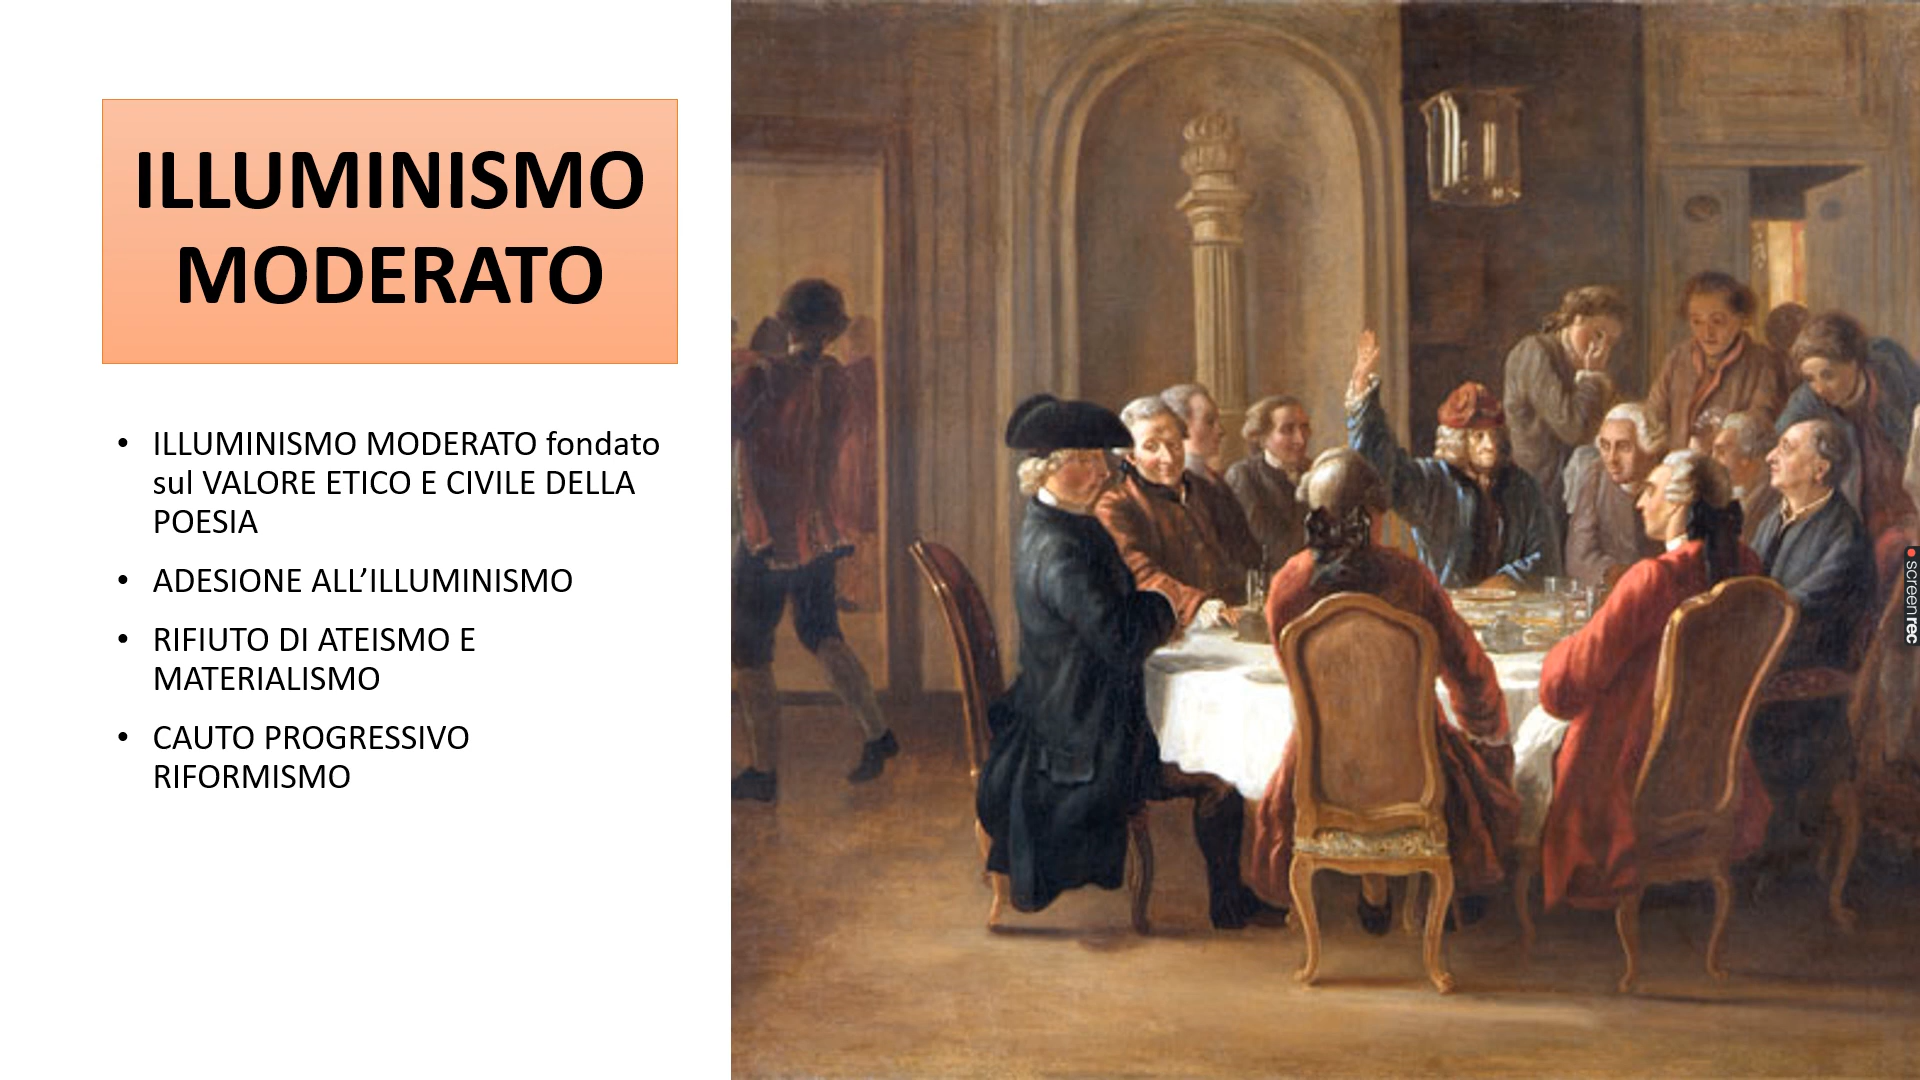 ILLUMINISMO
MODERATO
• ILLUMINISMO MODERATO fondato
sul VALORE ETICO E CIVILE DELLA
POESIA
• ADESIONE ALL’ILLUMINISMO
• RIFIUTO DI ATEISMO E
MATERIALISMO
• CAUTO PROGRESSIVO
RIFORMISMO
screenrec